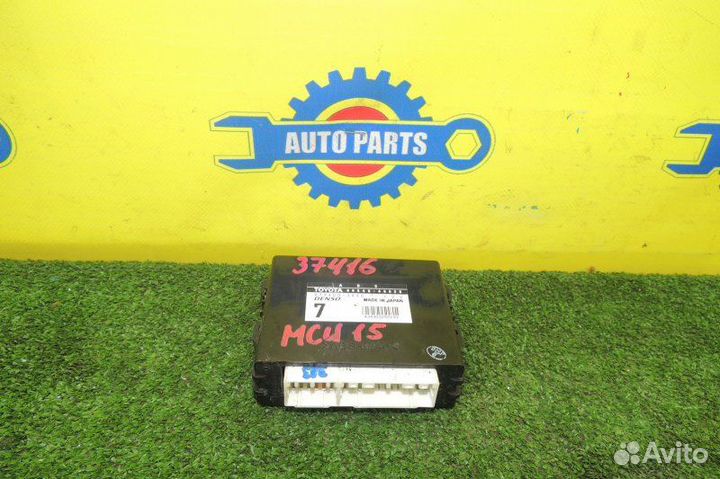 AUTO PARTS
37416
A B S
TOYOTA
DENSO
MADE IN JAPAN
7
MCU 15
Avito